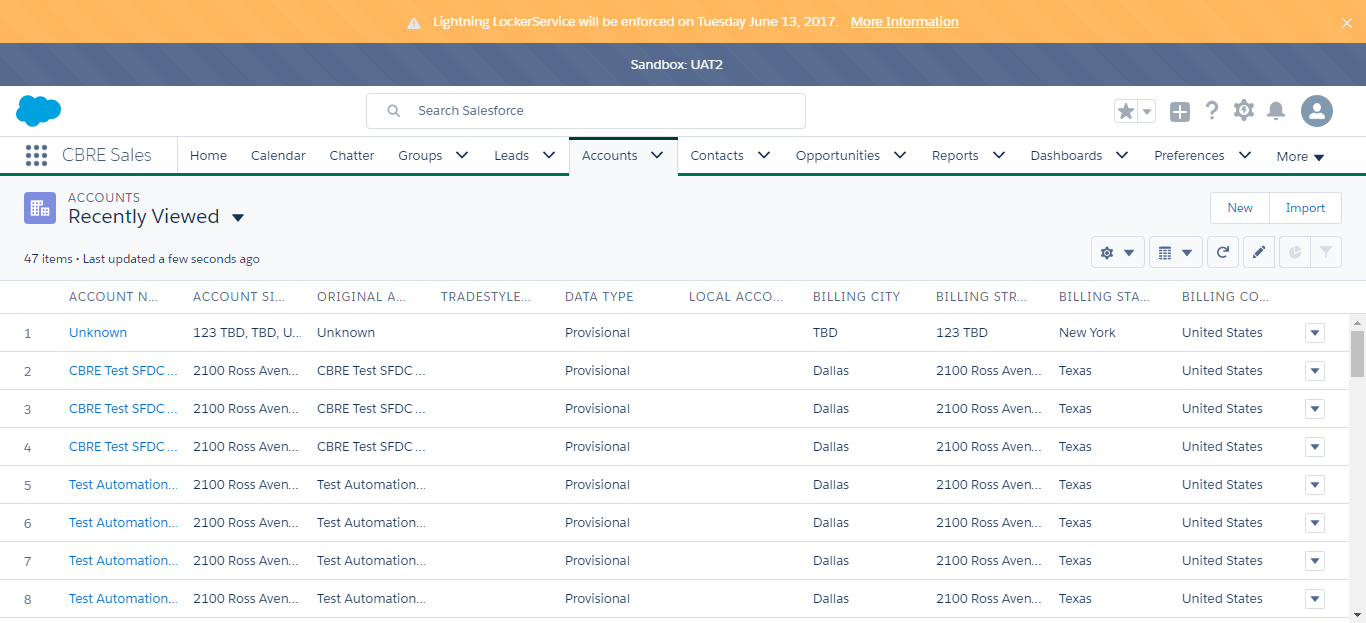 Lightning LockerService will be enforced on Tuesday June 13, 2017. More Information
Sandbox: UAT2
Search Salesforce
CBRE Sales Home Calendar Chatter Groups Leads Accounts Contacts Opportunities Reports Dashboards Preferences More
ACCOUNTS
Recently Viewed
New Import
47 items • Last updated a few seconds ago
ACCOUNT N... ACCOUNT SI... ORIGINAL A... TRADESTYLE... DATA TYPE LOCAL ACCO... BILLING CITY BILLING STR... BILLING STA... BILLING CO...
1 Unknown 123 TBD, TBD, U... Unknown Provisional TBD 123 TBD New York United States
2 CBRE Test SFDC ... 2100 Ross Aven... CBRE Test SFDC ... Provisional Dallas 2100 Ross Aven... Texas United States
3 CBRE Test SFDC ... 2100 Ross Aven... CBRE Test SFDC ... Provisional Dallas 2100 Ross Aven... Texas United States
4 CBRE Test SFDC ... 2100 Ross Aven... CBRE Test SFDC ... Provisional Dallas 2100 Ross Aven... Texas United States
5 Test Automation... 2100 Ross Aven... Test Automation... Provisional Dallas 2100 Ross Aven... Texas United States
6 Test Automation... 2100 Ross Aven... Test Automation... Provisional Dallas 2100 Ross Aven... Texas United States
7 Test Automation... 2100 Ross Aven... Test Automation... Provisional Dallas 2100 Ross Aven... Texas United States
8 Test Automation... 2100 Ross Aven... Test Automation... Provisional Dallas 2100 Ross Aven... Texas United States